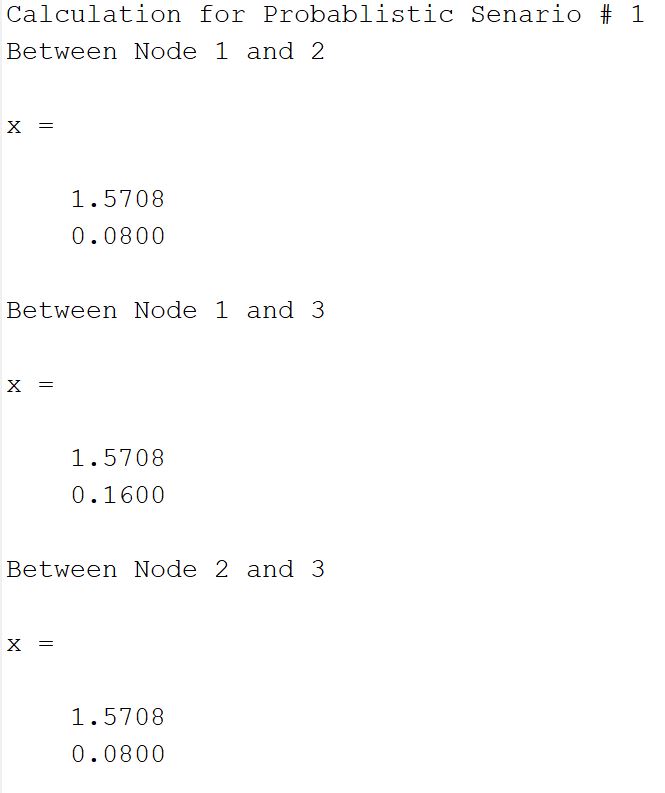 Calculation for Probablistic Senario # 1
Between Node 1 and 2
x =
1.5708
0.0800
Between Node 1 and 3
x =
1.5708
0.1600
Between Node 2 and 3
x =
1.5708
0.0800